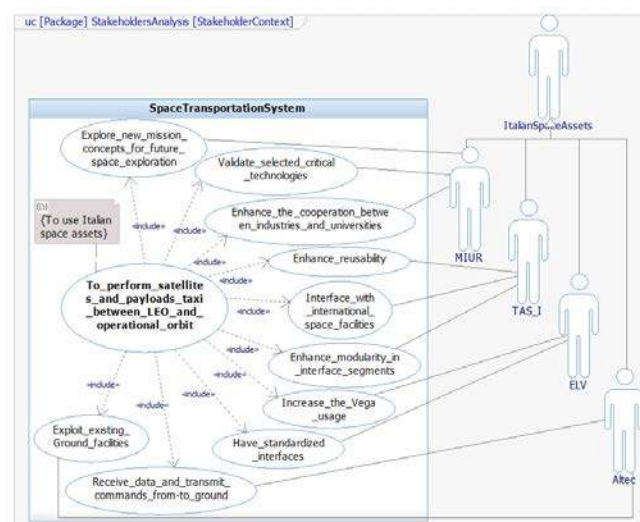 uc [Package] StakeholdersAnalysis [StakeholderContext]
SpaceTransportationSystem
ItalianSpaceAssets
Explore_new_mission_
concepts_for_future_
space_exploration
Validate_selected_critical
_technologies
{To use Italian
space assets}
«include»
«include»
«include»
Enhance_the_cooperation_betwe
en_industries_and_universities
MIUR
Enhance_reusability
«include»
To_perform_satellite
s_and_payloads_taxi
_between_LEO_and_
operational_orbit
«include»
Interface_with
_international_
space_facilities
TAS_I
«include»
Enhance_modularity_in
_interface_segments
«include»
«include»
«include»
«include»
Increase_the_Vega
_usage
ELV
Exploit_existing_
Ground_facilities
Have_standardized
_interfaces
Receive_data_and_transmit_
commands_from-to_ground
Altec